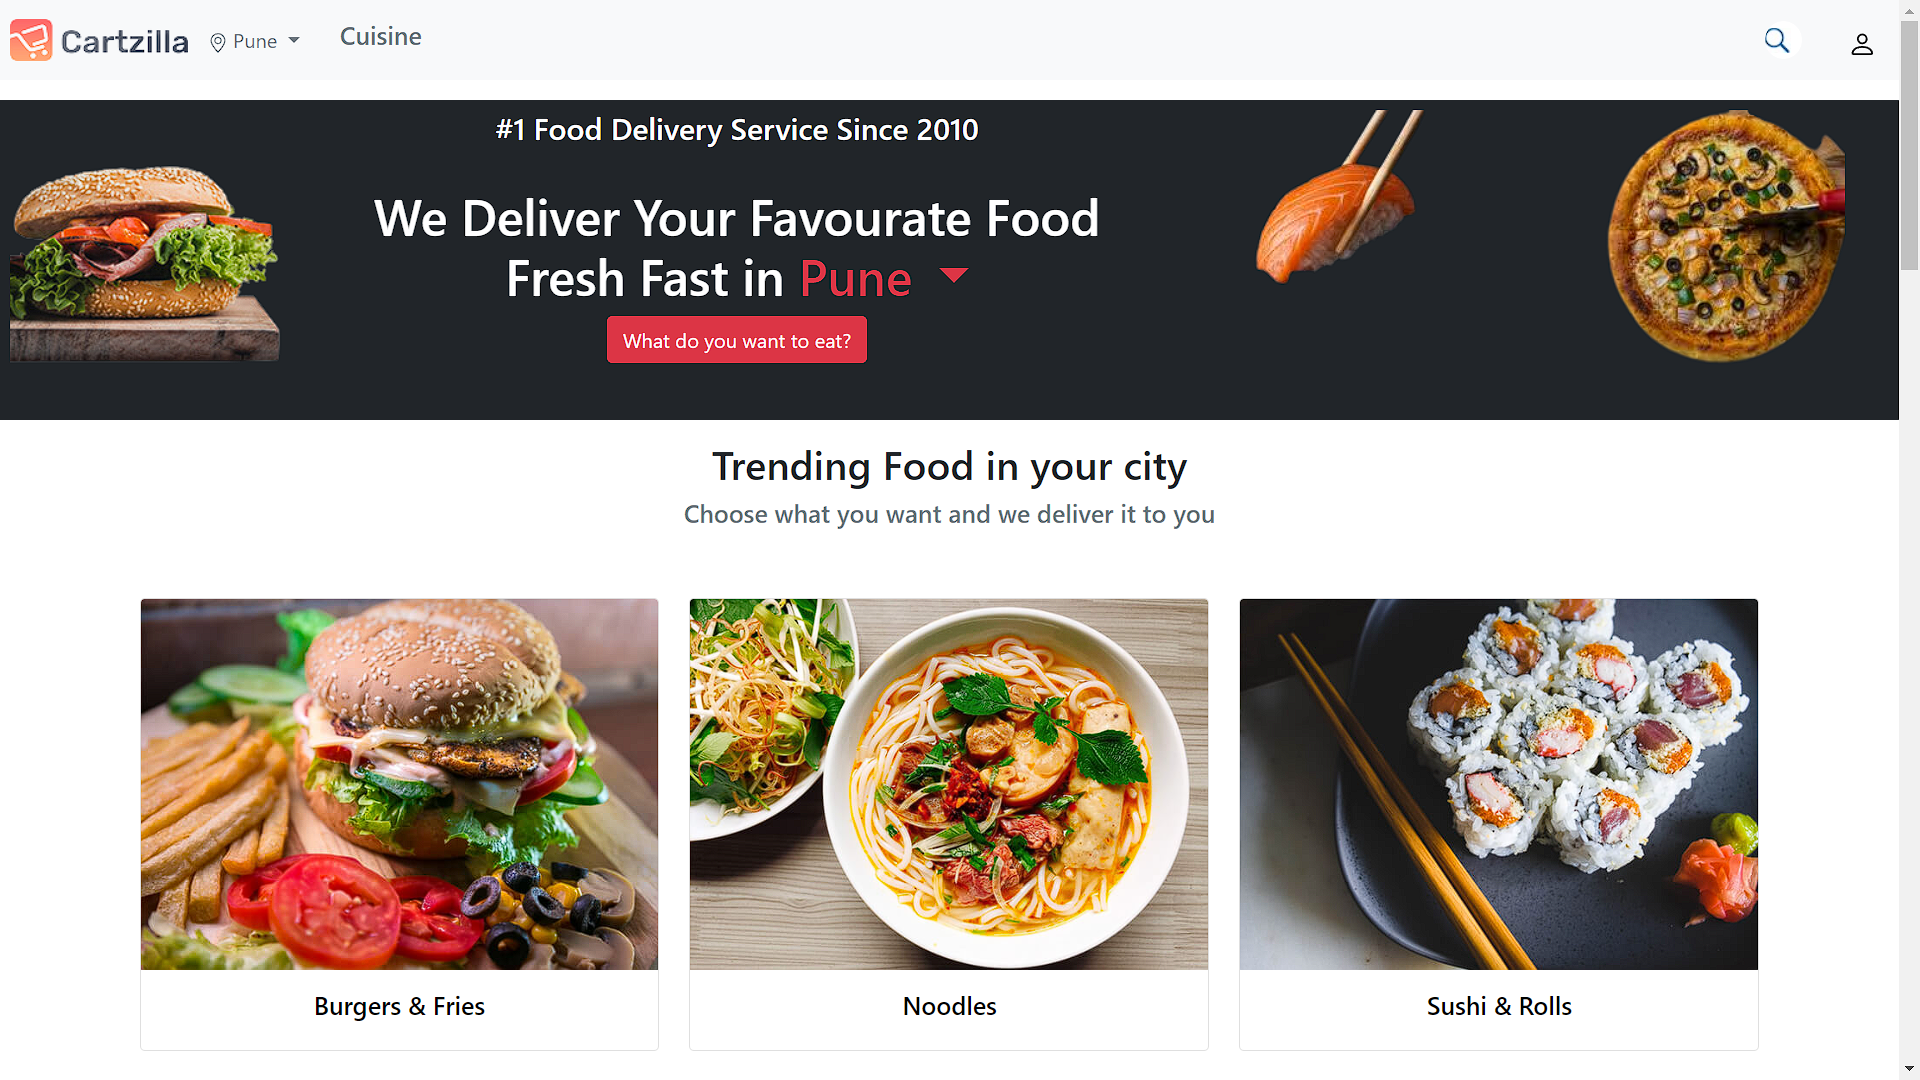 Cartzilla
Pune
Cuisine
#1 Food Delivery Service Since 2010
We Deliver Your Favourate Food
Fresh Fast in Pune
What do you want to eat?
Trending Food in your city
Choose what you want and we deliver it to you
Burgers & Fries
Noodles
Sushi & Rolls